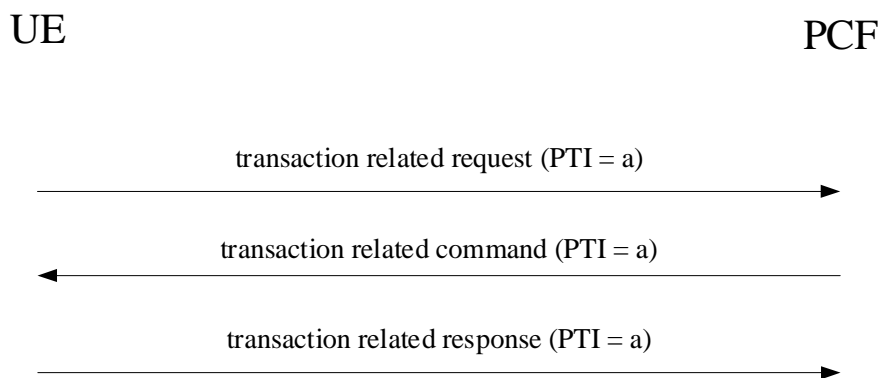 UE
PCF
transaction related request (PTI = a)
transaction related command (PTI = a)
transaction related response (PTI = a)